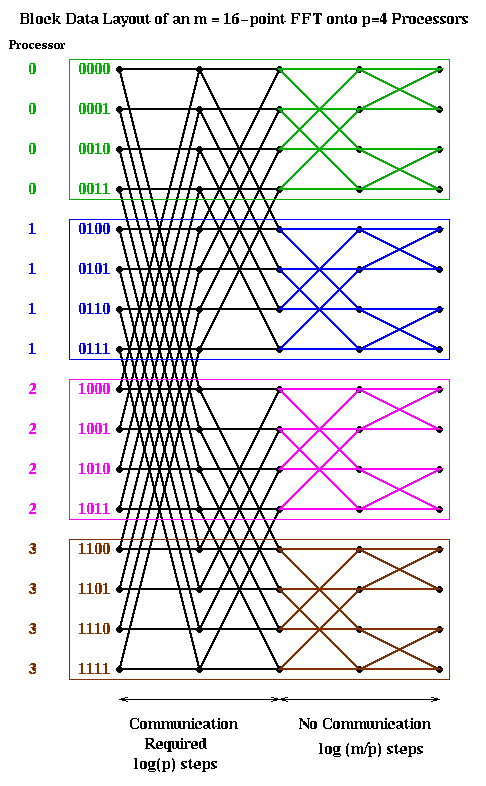 Block Data Layout of an m = 16-point FFT onto p=4 Processors
Processor
0 0000
0 0001
0 0010
0 0011
1 0100
1 0101
1 0110
1 0111
2 1000
2 1001
2 1010
2 1011
3 1100
3 1101
3 1110
3 1111
Communication
Required
log(p) steps
No Communication
log (m/p) steps